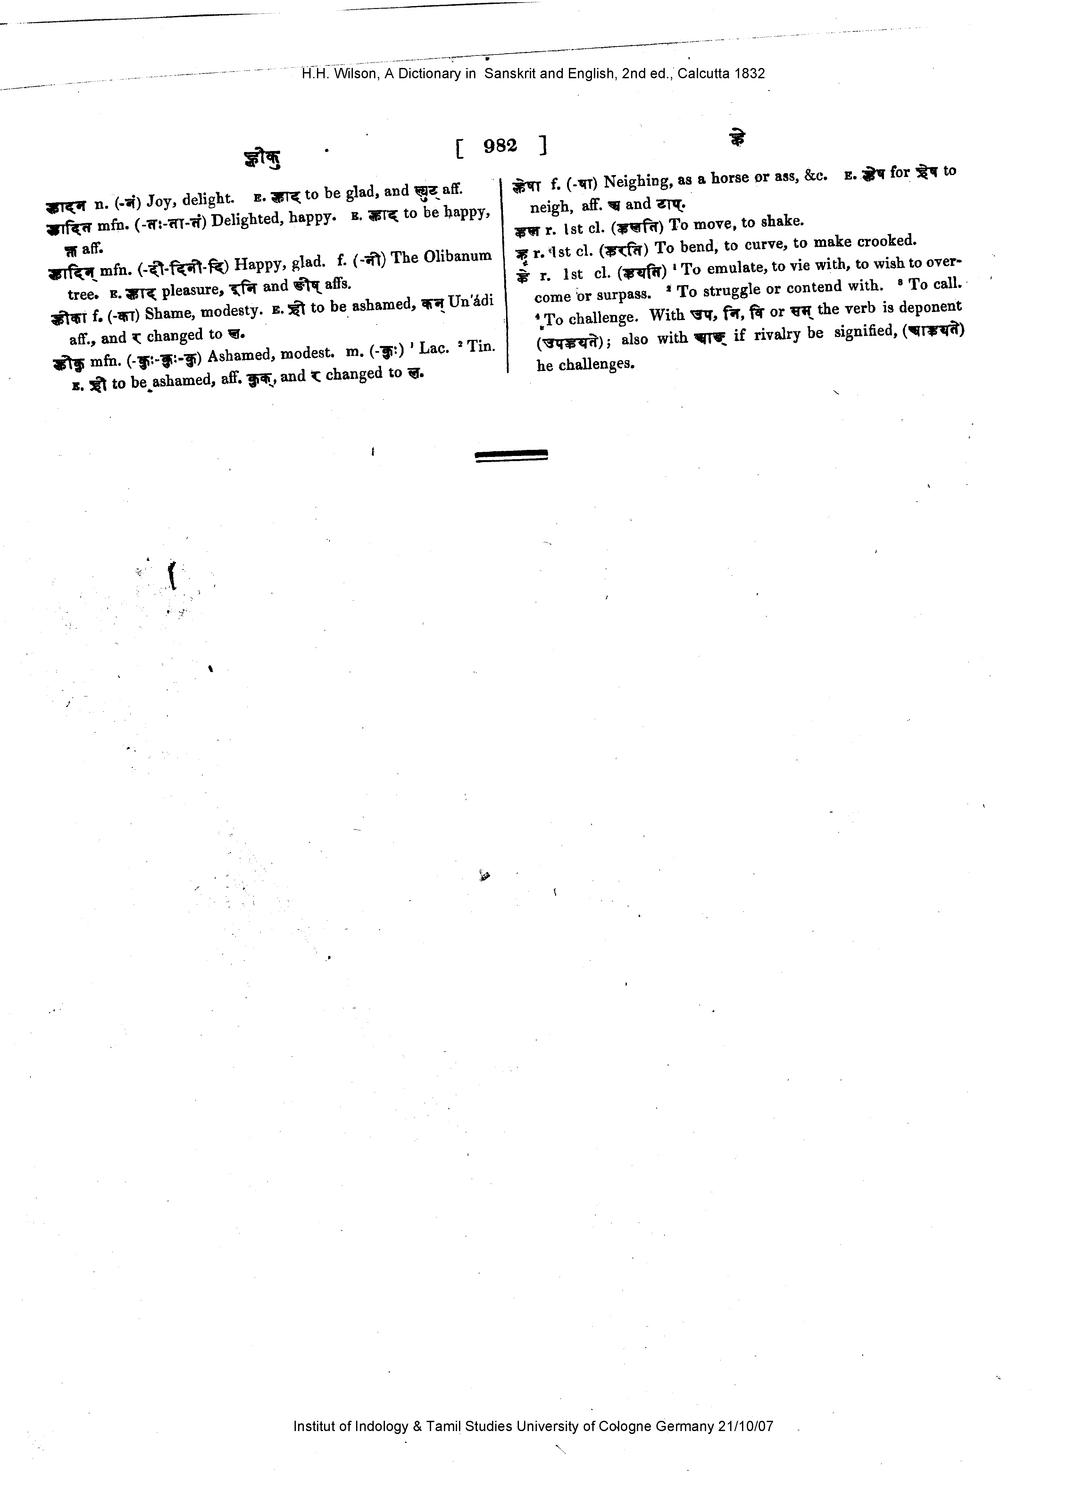 H.H. Wilson, A Dictionary in Sanskrit and English, 2nd ed., Calcutta 1832
ह्लीकु [ 982 ] ह्वे
ह्लादन n. (-नं) Joy, delight. E. ह्लाद to be glad, and ल्युट् aff.
ह्लादित mfn. (-तः-ता-तं) Delighted, happy. E. ह्लाद to be happy,
क्त aff.
ह्लादिन् mfn. (-दी-दिनी-दि) Happy, glad. f. (-नी) The Olibanum
tree. E. ह्लाद pleasure, इनि and ङीष् affs.
ह्लीका f. (-का) Shame, modesty. E. ह्री to be ashamed, कन् Un'ádi
aff., and र changed to ल.
ह्लीकु mfn. (-कुः-कुः-कु) Ashamed, modest. m. (-कुः) ¹ Lac. ² Tin.
E. ह्री to be ashamed, aff. कुक्, and र changed to ल.
ह्लेषा f. (-षा) Neighing, as a horse or ass, &c. E. ह्लेष for ह्रेष to
neigh, aff. अ and टाप्.
ह्वल r. 1st cl. (ह्वलति) To move, to shake.
ह्वृ r. 1st cl. (ह्वरति) To bend, to curve, to make crooked.
ह्वे r. 1st cl. (ह्वयति) ¹ To emulate, to vie with, to wish to over-
come or surpass. ² To struggle or contend with. ³ To call.
⁴ To challenge. With उप, नि, वि or सम् the verb is deponent
(उपह्वयते); also with आङ् if rivalry be signified, (आह्वयते)
he challenges.
Institut of Indology & Tamil Studies University of Cologne Germany 21/10/07